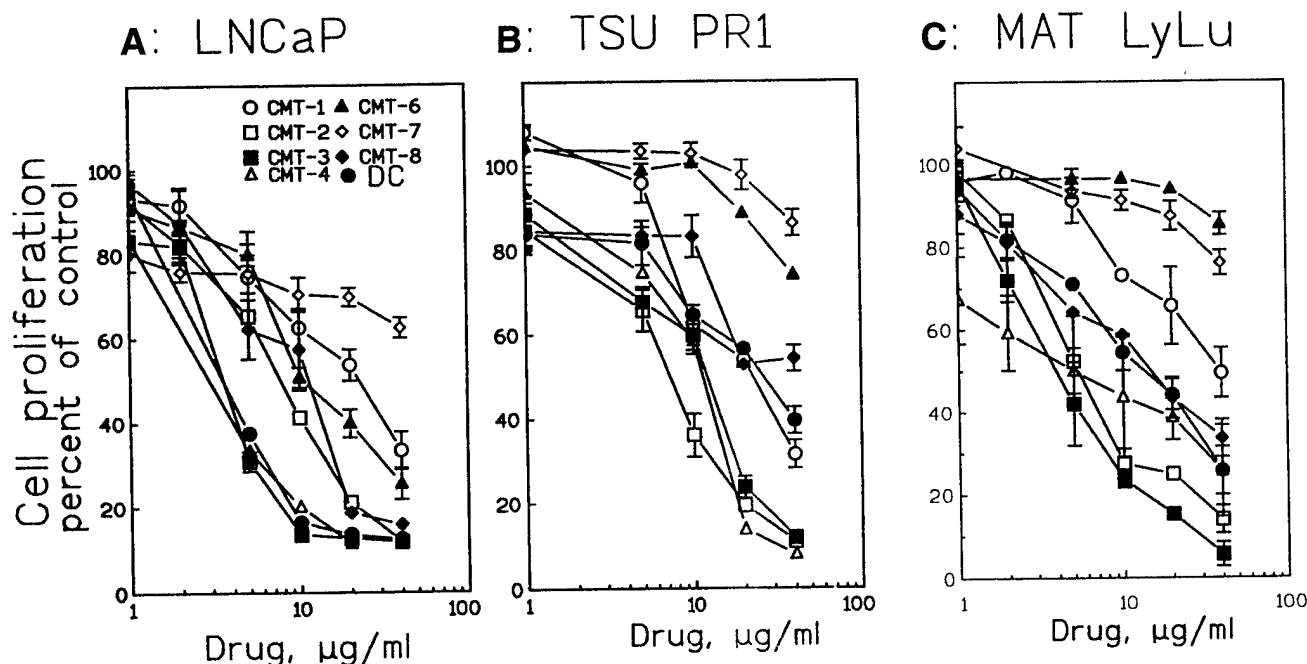 A: LNCaP
B: TSU PR1
C: MAT LyLu
Cell proliferation
percent of control
CMT-1
CMT-2
CMT-3
CMT-4
CMT-6
CMT-7
CMT-8
DC
100
80
60
40
20
0
1
10
100
Drug, μg/ml
100
80
60
40
20
0
1
10
100
Drug, μg/ml
100
80
60
40
20
0
1
10
100
Drug, μg/ml